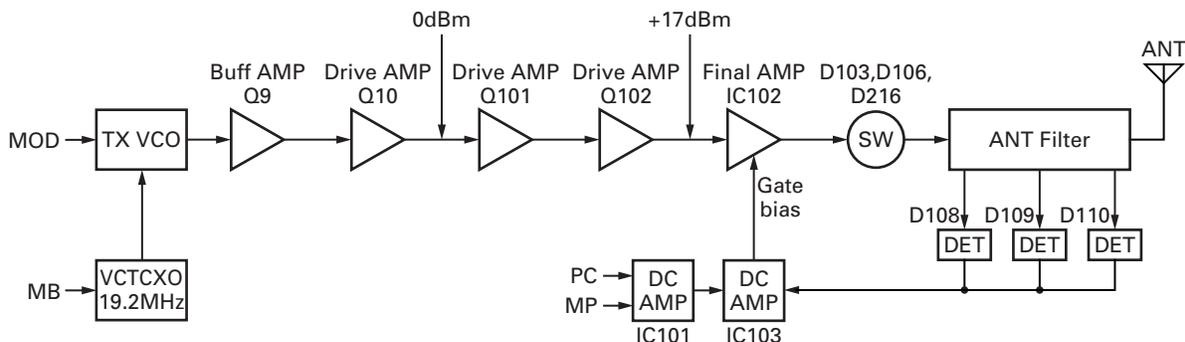 0dBm
+17dBm
ANT
Buff AMP
Q9
Drive AMP
Q10
Drive AMP
Q101
Drive AMP
Q102
Final AMP
IC102
D103,D106,
D216
MOD
TX VCO
SW
ANT Filter
Gate
bias
D108
D109
D110
DET
DET
DET
MB
VCTCXO
19.2MHz
PC
MP
DC
AMP
IC101
DC
AMP
IC103